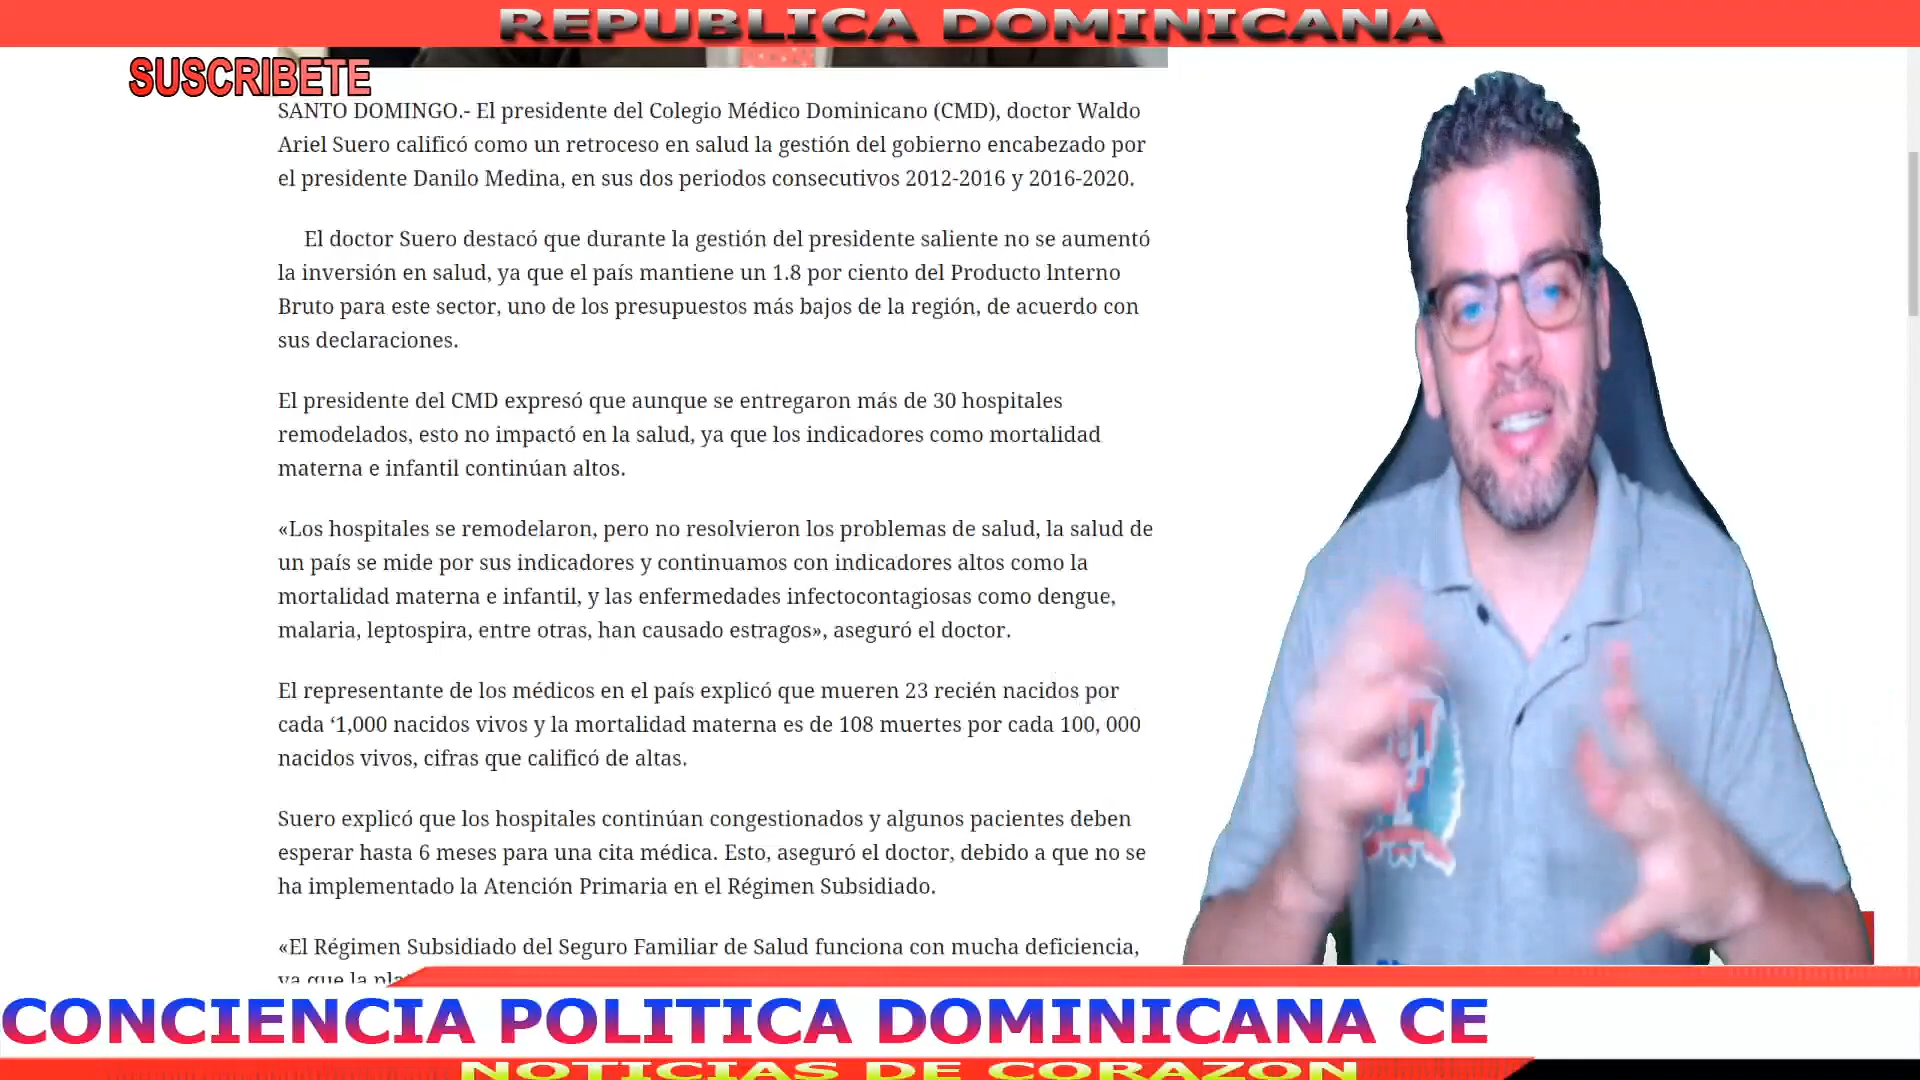 REPUBLICA DOMINICANA
SUSCRIBETE
SANTO DOMINGO.- El presidente del Colegio Médico Dominicano (CMD), doctor Waldo
Ariel Suero calificó como un retroceso en salud la gestión del gobierno encabezado por
el presidente Danilo Medina, en sus dos periodos consecutivos 2012-2016 y 2016-2020.
El doctor Suero destacó que durante la gestión del presidente saliente no se aumentó
la inversión en salud, ya que el país mantiene un 1.8 por ciento del Producto lnterno
Bruto para este sector, uno de los presupuestos más bajos de la región, de acuerdo con
sus declaraciones.
El presidente del CMD expresó que aunque se entregaron más de 30 hospitales
remodelados, esto no impactó en la salud, ya que los indicadores como mortalidad
materna e infantil continúan altos.
«Los hospitales se remodelaron, pero no resolvieron los problemas de salud, la salud de
un país se mide por sus indicadores y continuamos con indicadores altos como la
mortalidad materna e infantil, y las enfermedades infectocontagiosas como dengue,
malaria, leptospira, entre otras, han causado estragos», aseguró el doctor.
El representante de los médicos en el país explicó que mueren 23 recién nacidos por
cada ‘1,000 nacidos vivos y la mortalidad materna es de 108 muertes por cada 100, 000
nacidos vivos, cifras que calificó de altas.
Suero explicó que los hospitales continúan congestionados y algunos pacientes deben
esperar hasta 6 meses para una cita médica. Esto, aseguró el doctor, debido a que no se
ha implementado la Atención Primaria en el Régimen Subsidiado.
«El Régimen Subsidiado del Seguro Familiar de Salud funciona con mucha deficiencia,
ya que la
CONCIENCIA POLITICA DOMINICANA CE
NOTICIAS DE CORAZON